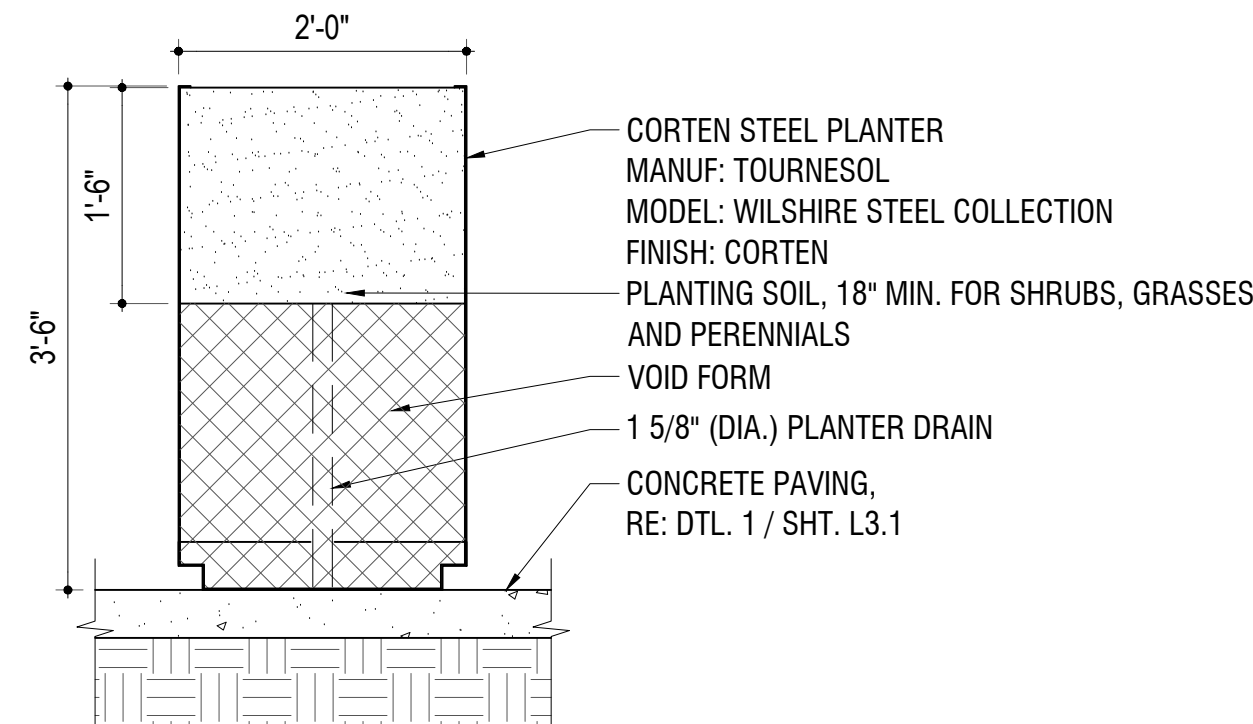 2'-0"
1'-6"
3'-6"
CORTEN STEEL PLANTER
MANUF: TOURNESOL
MODEL: WILSHIRE STEEL COLLECTION
FINISH: CORTEN
PLANTING SOIL, 18" MIN. FOR SHRUBS, GRASSES
AND PERENNIALS
VOID FORM
1 5/8" (DIA.) PLANTER DRAIN
CONCRETE PAVING,
RE: DTL. 1 / SHT. L3.1